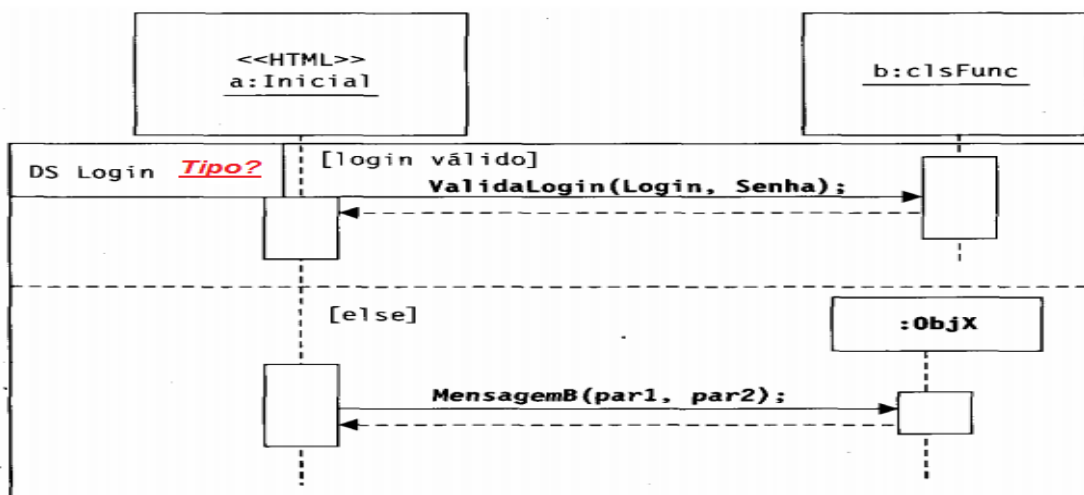 <<HTML>>
a:Inicial
b:clsFunc
DS Login Tipo?
[login válido]
ValidaLogin(Login, Senha);
[else]
:ObjX
MensagemB(par1, par2);